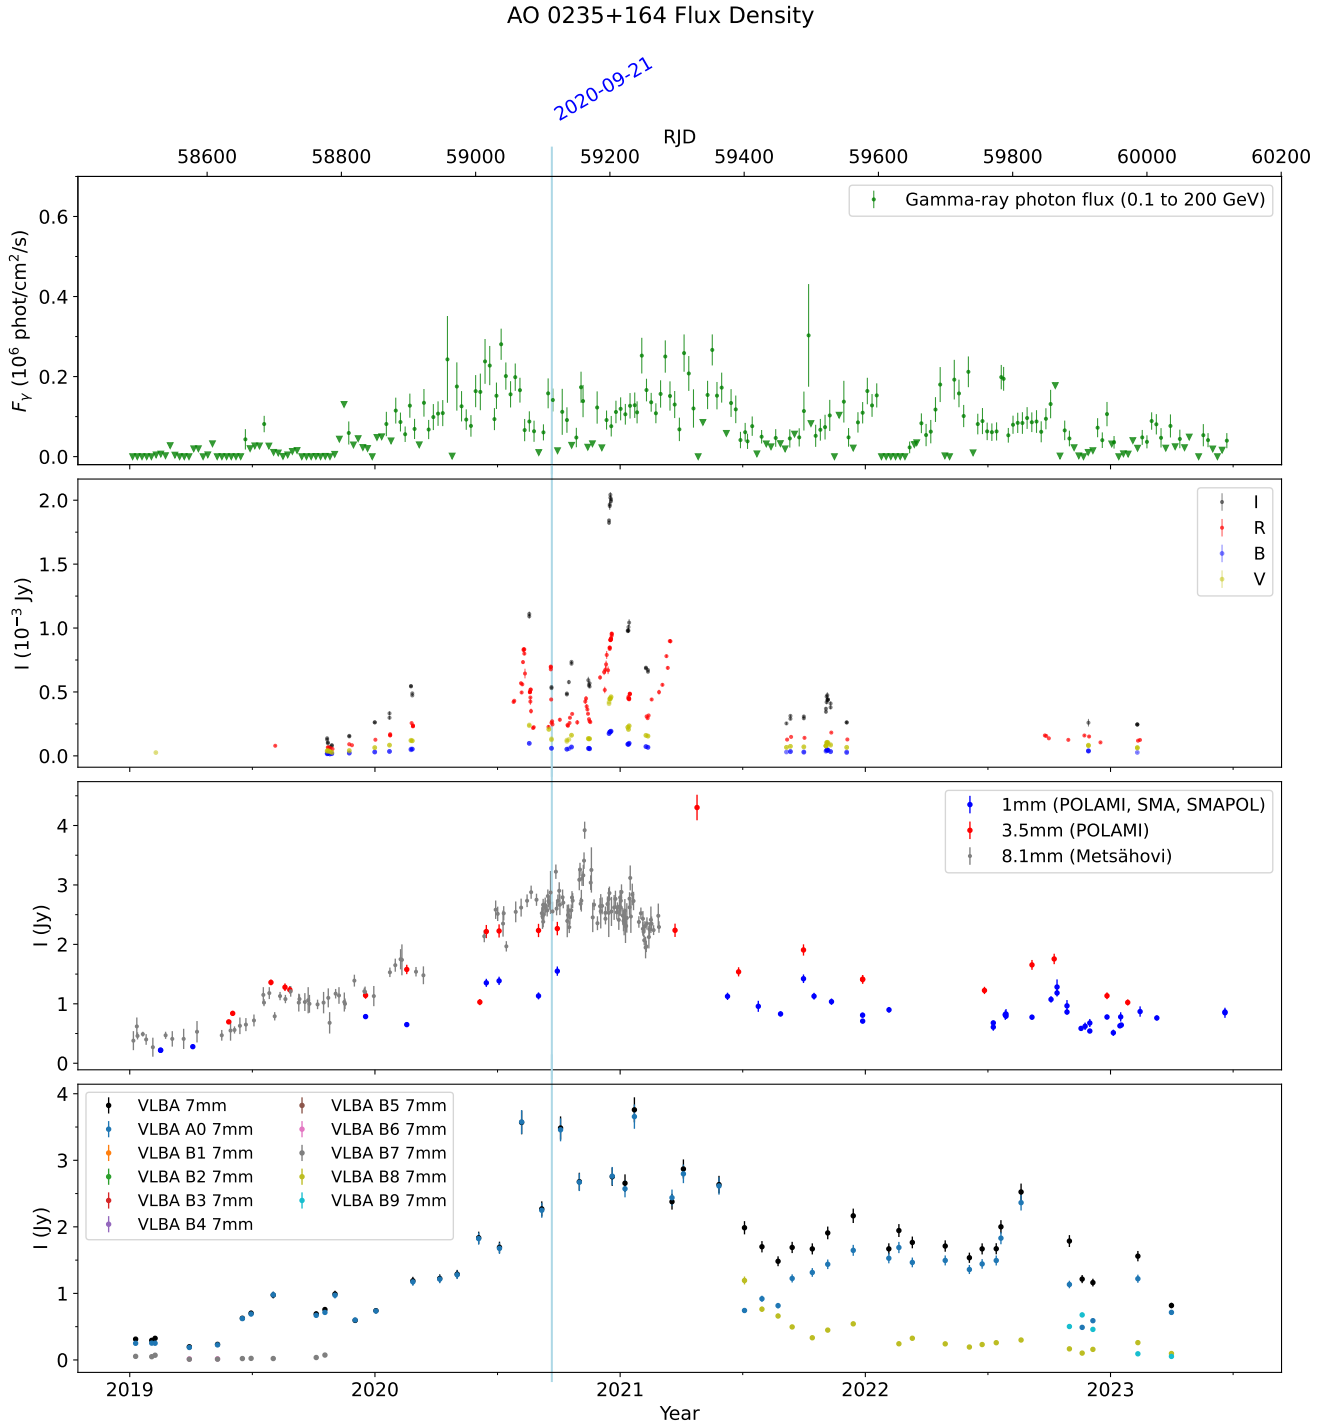 AO 0235+164 Flux Density
2020-09-21
RJD
58600 58800 59000 59200 59400 59600 59800 60000 60200
Gamma-ray photon flux (0.1 to 200 GeV)
0.6
0.4
0.2
0.0
Fγ (10⁶ phot/cm²/s)
I
R
B
V
2.0
1.5
1.0
0.5
0.0
I (10⁻³ Jy)
1mm (POLAMI, SMA, SMAPOL)
3.5mm (POLAMI)
8.1mm (Metsähovi)
4
3
2
1
0
I (Jy)
VLBA 7mm
VLBA A0 7mm
VLBA B1 7mm
VLBA B2 7mm
VLBA B3 7mm
VLBA B4 7mm
VLBA B5 7mm
VLBA B6 7mm
VLBA B7 7mm
VLBA B8 7mm
VLBA B9 7mm
4
3
2
1
0
I (Jy)
2019 2020 2021 2022 2023
Year